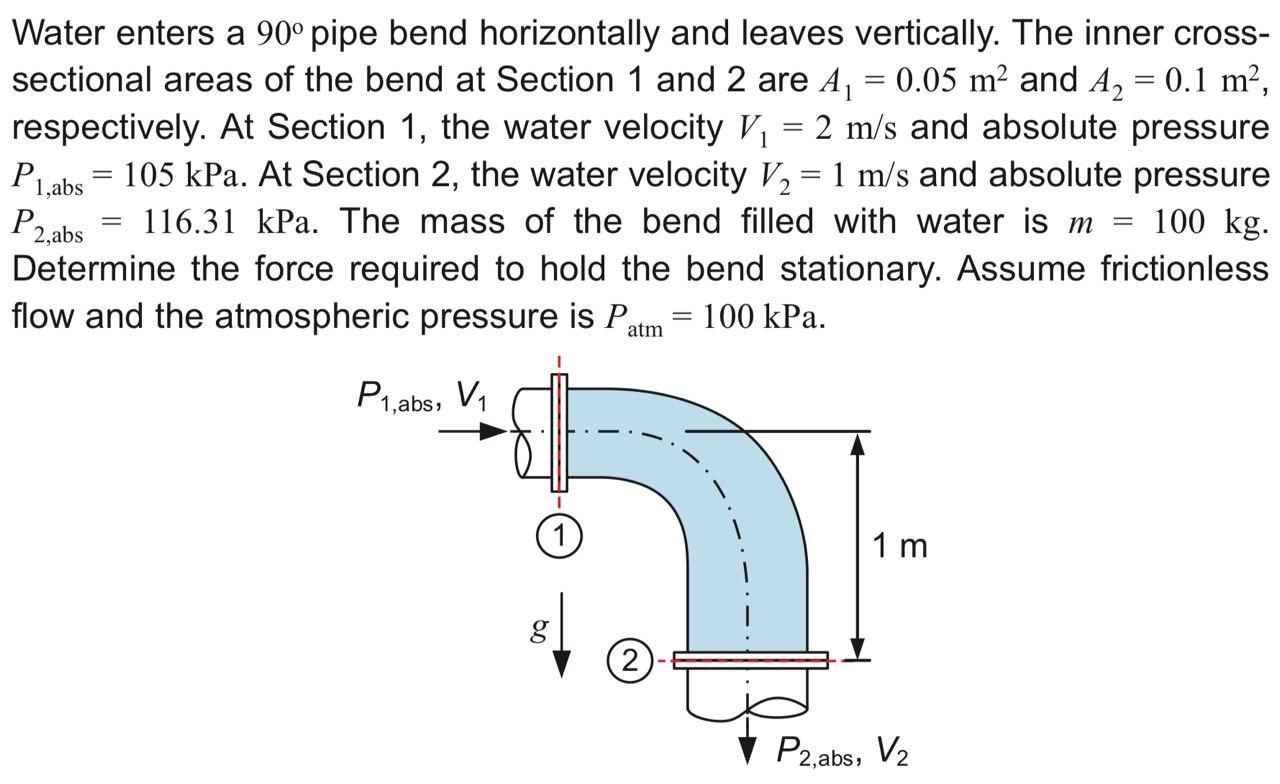 Water enters a 90º pipe bend horizontally and leaves vertically. The inner cross-
sectional areas of the bend at Section 1 and 2 are A₁ = 0.05 m² and A₂ = 0.1 m²,
respectively. At Section 1, the water velocity V₁ = 2 m/s and absolute pressure
P₁,abs = 105 kPa. At Section 2, the water velocity V₂ = 1 m/s and absolute pressure
P₂,abs = 116.31 kPa. The mass of the bend filled with water is m = 100 kg.
Determine the force required to hold the bend stationary. Assume frictionless
flow and the atmospheric pressure is Patm = 100 kPa.
P₁,abs, V₁
1
1 m
g
2
P₂,abs, V₂